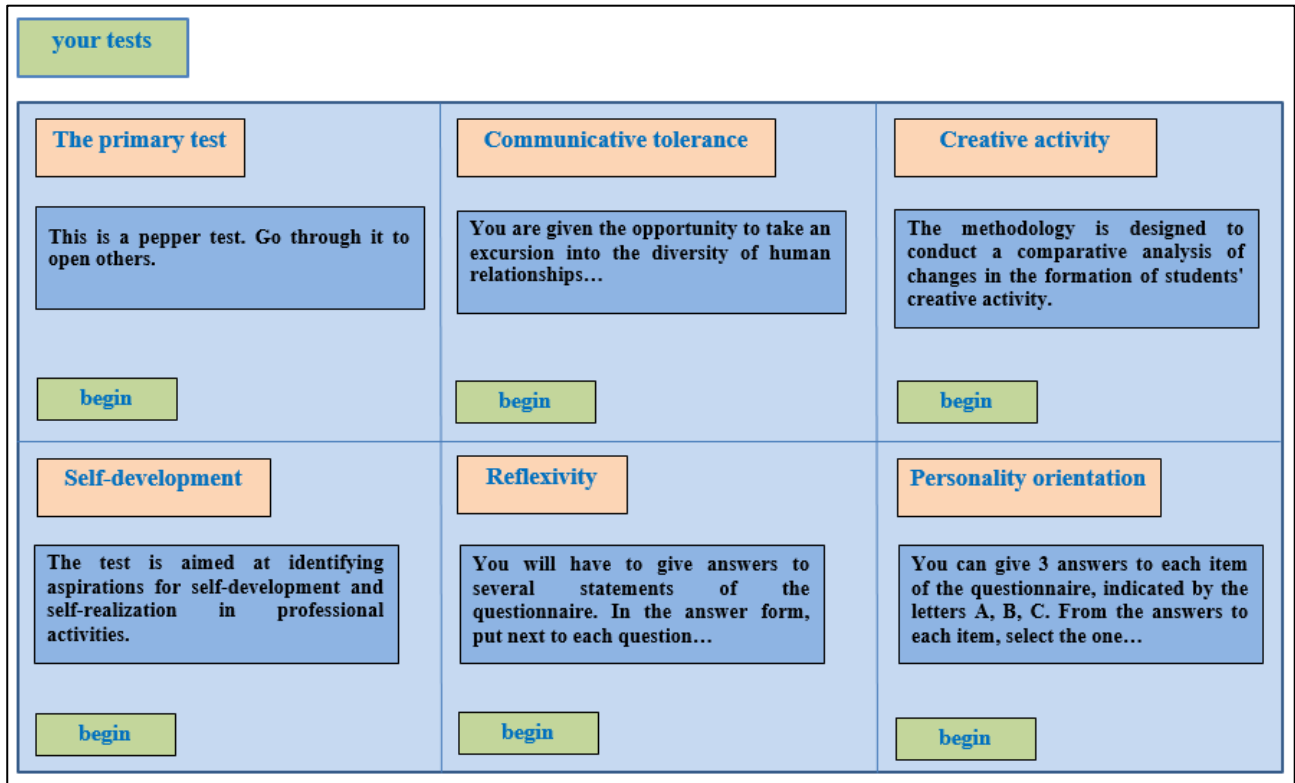 your tests
The primary test
This is a pepper test. Go through it to
open others.
begin
Communicative tolerance
You are given the opportunity to take an
excursion into the diversity of human
relationships…
begin
Creative activity
The methodology is designed to
conduct a comparative analysis of
changes in the formation of students'
creative activity.
begin
Self-development
The test is aimed at identifying
aspirations for self-development and
self-realization in professional
activities.
begin
Reflexivity
You will have to give answers to
several statements of the
questionnaire. In the answer form,
put next to each question…
begin
Personality orientation
You can give 3 answers to each item
of the questionnaire, indicated by the
letters A, B, C. From the answers to
each item, select the one…
begin